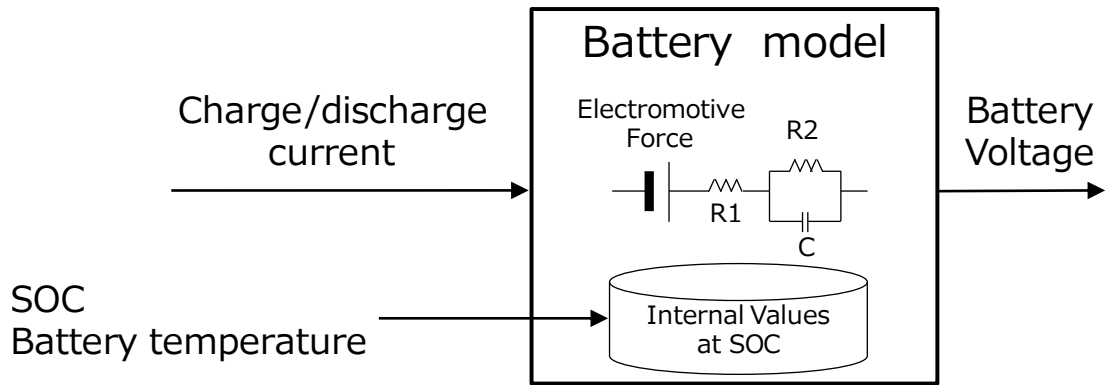 Battery model
Charge/discharge
current
Electromotive
Force
R1
R2
C
Battery
Voltage
SOC
Battery temperature
Internal Values
at SOC